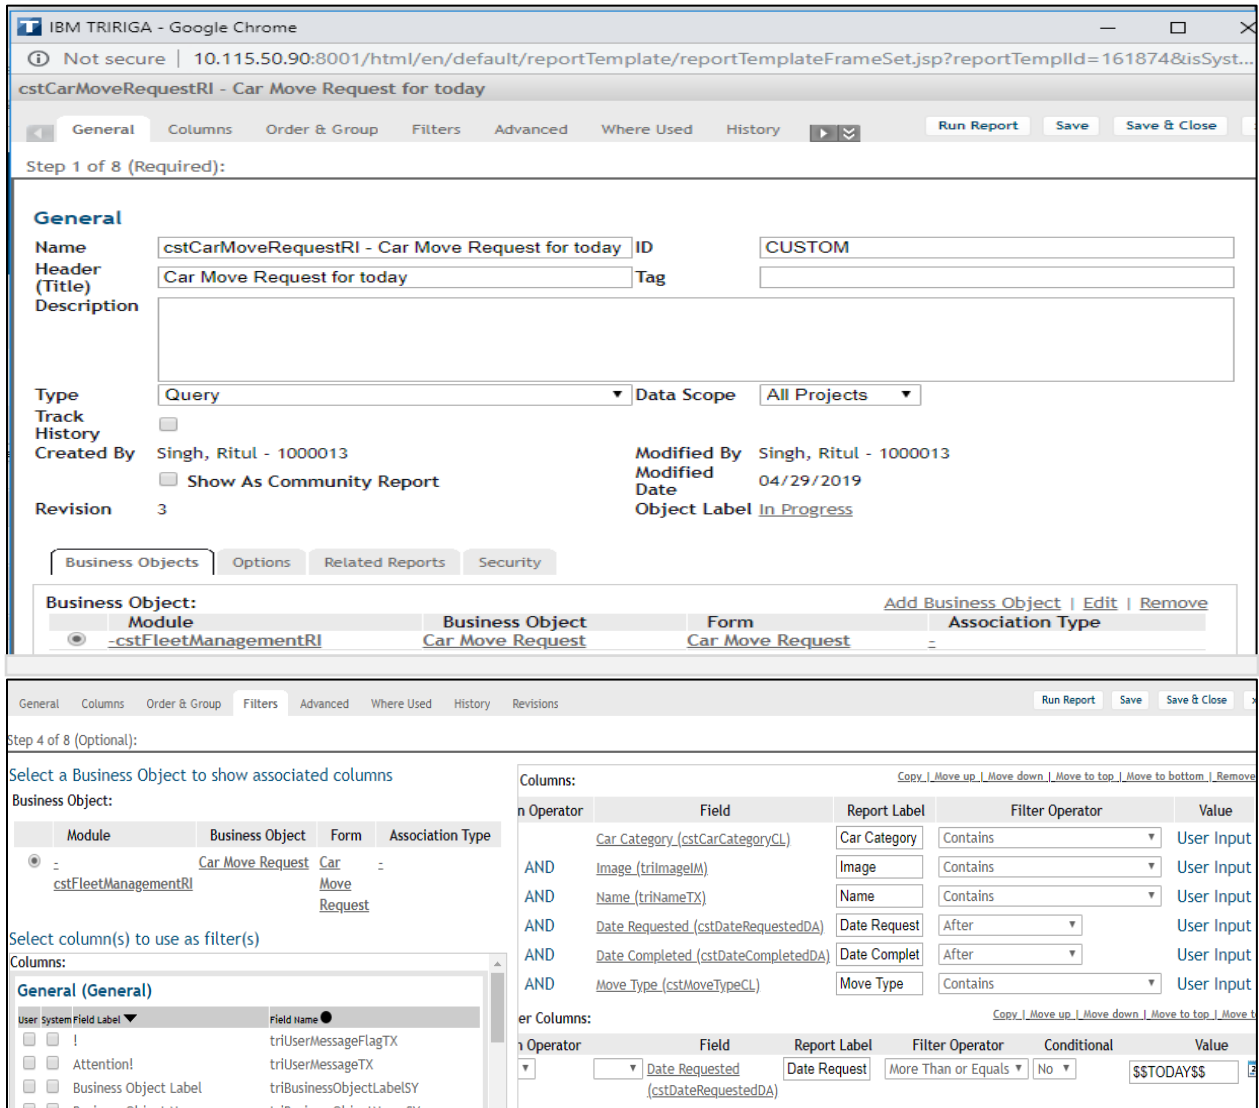 IBM TRIRIGA - Google Chrome
Not secure | 10.115.50.90:8001/html/en/default/reportTemplate/reportTemplateFrameSet.jsp?reportTemplId=161874&isSyst...
cstCarMoveRequestRI - Car Move Request for today
General Columns Order & Group Filters Advanced Where Used History Run Report Save Save & Close
Step 1 of 8 (Required):
General
Name cstCarMoveRequestRI - Car Move Request for today ID CUSTOM
Header (Title) Car Move Request for today Tag
Description
Type Query Data Scope All Projects
Track History
Created By Singh, Ritul - 1000013 Modified By Singh, Ritul - 1000013
Show As Community Report Modified Date 04/29/2019
Revision 3 Object Label In Progress
Business Objects Options Related Reports Security
Business Object: Add Business Object | Edit | Remove
Module Business Object Form Association Type
-cstFleetManagementRI Car Move Request Car Move Request -
General Columns Order & Group Filters Advanced Where Used History Revisions Run Report Save Save & Close x
Step 4 of 8 (Optional):
Select a Business Object to show associated columns
Business Object:
Module Business Object Form Association Type
- cstFleetManagementRI Car Move Request Car Move Request -
Select column(s) to use as filter(s)
Columns:
General (General)
User System Field Label Field Name
! triUserMessageFlagTX
Attention! triUserMessageTX
Business Object Label triBusinessObjectLabelSY
Columns: Copy | Move up | Move down | Move to top | Move to bottom | Remove
n Operator Field Report Label Filter Operator Value
Car Category (cstCarCategoryCL) Car Category Contains User Input
AND Image (triImageIM) Image Contains User Input
AND Name (triNameTX) Name Contains User Input
AND Date Requested (cstDateRequestedDA) Date Request After User Input
AND Date Completed (cstDateCompletedDA) Date Complet After User Input
AND Move Type (cstMoveTypeCL) Move Type Contains User Input
er Columns: Copy | Move up | Move down | Move to top | Move t
n Operator Field Report Label Filter Operator Conditional Value
Date Requested (cstDateRequestedDA) Date Request More Than or Equals No $$TODAY$$